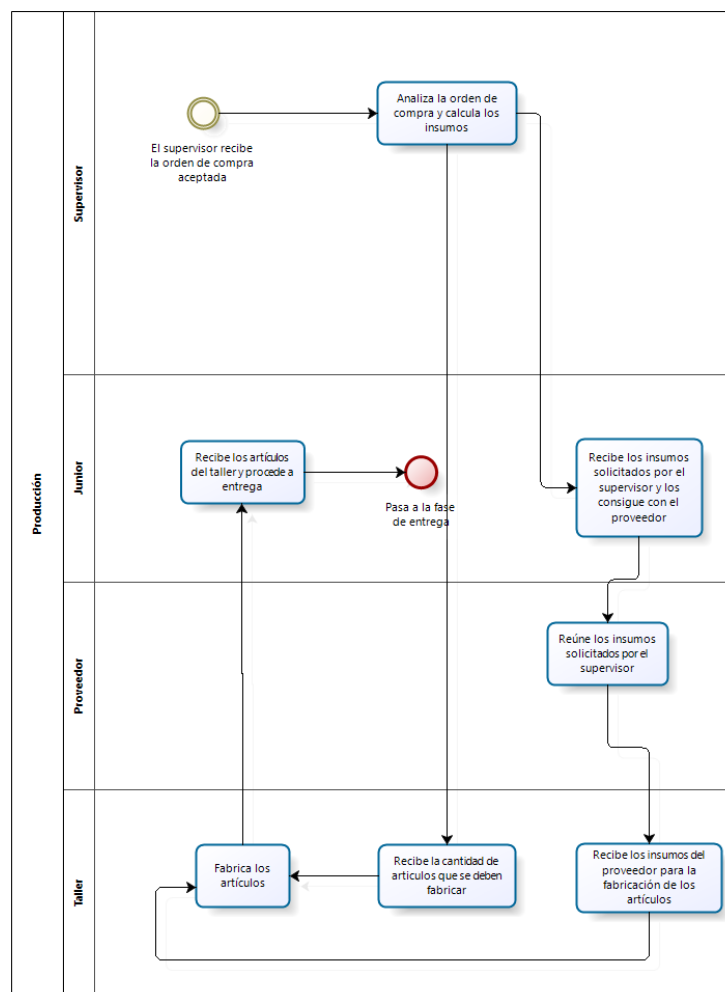 Producción
Supervisor
El supervisor recibe
la orden de compra
aceptada
Analiza la orden de
compra y calcula los
insumos
Junior
Recibe los artículos
del taller y procede a
entrega
Pasa a la fase
de entrega
Recibe los insumos
solicitados por el
supervisor y los
consigue con el
proveedor
Proveedor
Reúne los insumos
solicitados por el
supervisor
Taller
Fabrica los
artículos
Recibe la cantidad de
articulos que se deben
fabricar
Recibe los insumos del
proveedor para la
fabricación de los
artículos